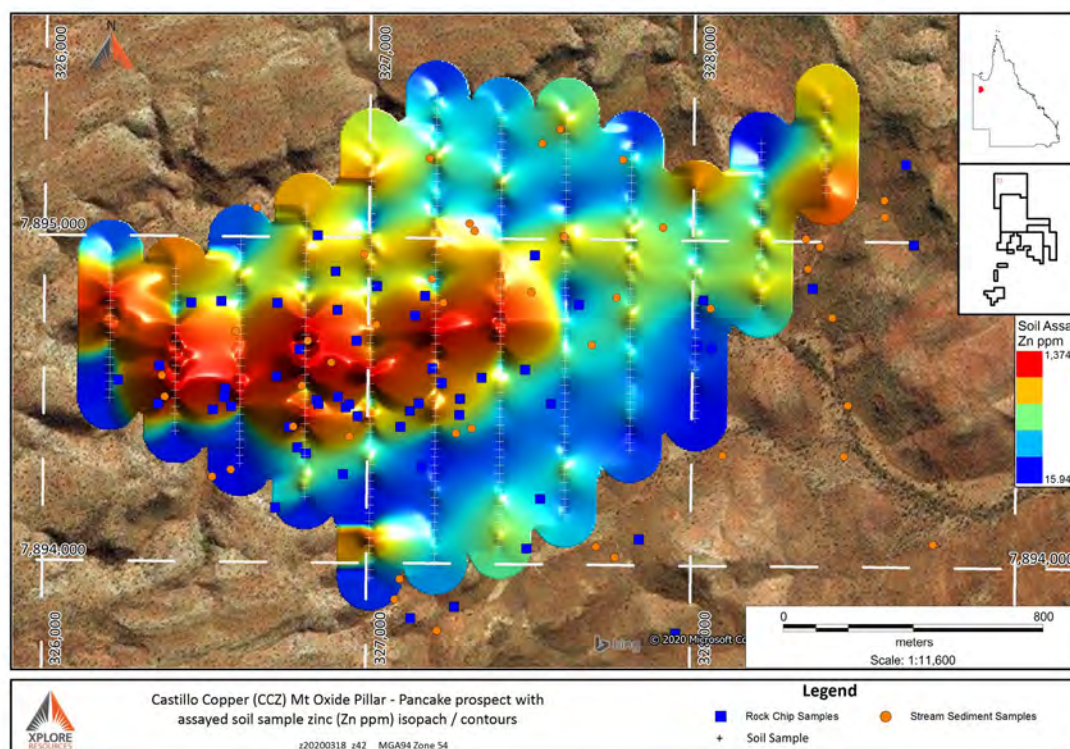 N
326,000
327,000
328,000
7,895,000
7,894,000
Soil Assa
Zn ppm
1,374
15.94
bing © 2020 Microsoft Co
326,000
327,000
328,000
0 800
meters
Scale: 1:11,600
XPLORE
RESOURCES
Castillo Copper (CCZ) Mt Oxide Pillar - Pancake prospect with
assayed soil sample zinc (Zn ppm) isopach / contours
z20200318_z42 MGA94 Zone 54
Legend
Rock Chip Samples
Stream Sediment Samples
+ Soil Sample